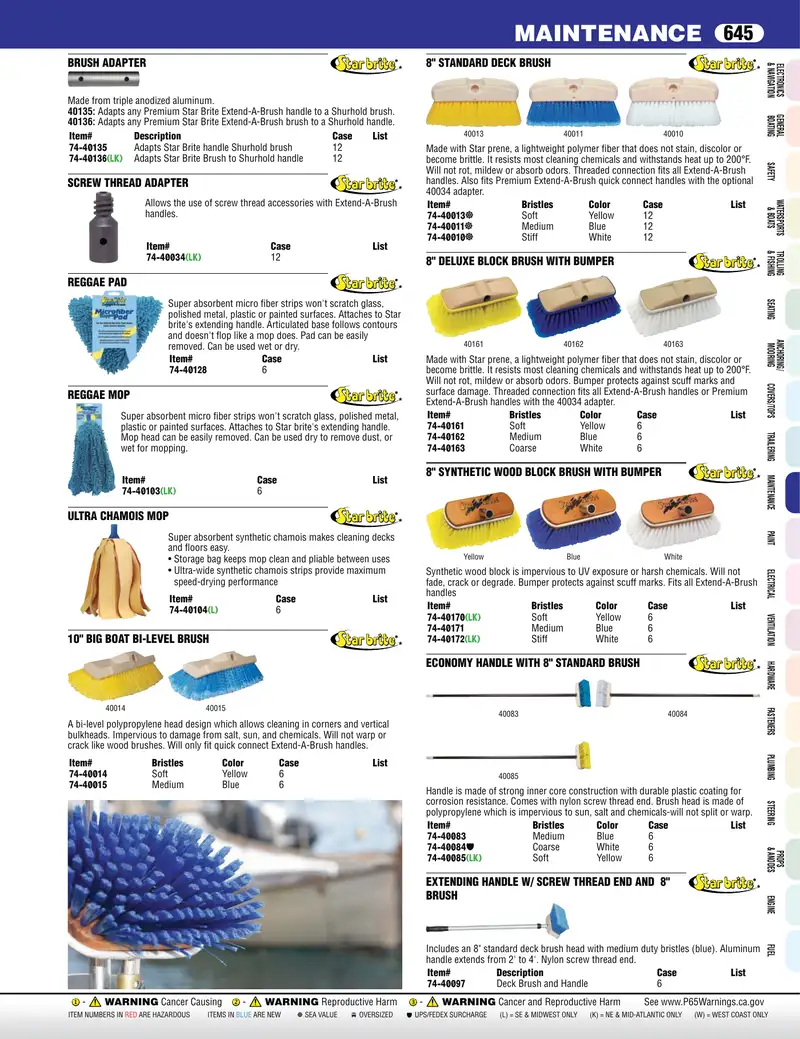 MAINTENANCE 645
BRUSH ADAPTER
Star brite
Made from triple anodized aluminum.
40135: Adapts any Premium Star Brite Extend-A-Brush handle to a Shurhold brush.
40136: Adapts any Premium Star Brite Extend-A-Brush brush to a Shurhold handle.
Item# Description Case List
74-40135 Adapts Star Brite handle Shurhold brush 12
74-40136(LK) Adapts Star Brite Brush to Shurhold handle 12
SCREW THREAD ADAPTER
Star brite
Allows the use of screw thread accessories with Extend-A-Brush
handles.
Item# Case List
74-40034(LK) 12
REGGAE PAD
Star brite
Microfiber
Pad
Super absorbent micro fiber strips won't scratch glass,
polished metal, plastic or painted surfaces. Attaches to Star
brite's extending handle. Articulated base follows contours
and doesn't flop like a mop does. Pad can be easily
removed. Can be used wet or dry.
Item# Case List
74-40128 6
REGGAE MOP
Star brite
Super absorbent micro fiber strips won't scratch glass, polished metal,
plastic or painted surfaces. Attaches to Star brite's extending handle.
Mop head can be easily removed. Can be used dry to remove dust, or
wet for mopping.
Item# Case List
74-40103(LK) 6
ULTRA CHAMOIS MOP
Star brite
Super absorbent synthetic chamois makes cleaning decks
and floors easy.
• Storage bag keeps mop clean and pliable between uses
• Ultra-wide synthetic chamois strips provide maximum
speed-drying performance
Item# Case List
74-40104(L) 6
10" BIG BOAT BI-LEVEL BRUSH
Star brite
40014 40015
A bi-level polypropylene head design which allows cleaning in corners and vertical
bulkheads. Impervious to damage from salt, sun, and chemicals. Will not warp or
crack like wood brushes. Will only fit quick connect Extend-A-Brush handles.
Item# Bristles Color Case List
74-40014 Soft Yellow 6
74-40015 Medium Blue 6
8" STANDARD DECK BRUSH
Star brite
40013 40011 40010
Made with Star prene, a lightweight polymer fiber that does not stain, discolor or
become brittle. It resists most cleaning chemicals and withstands heat up to 200°F.
Will not rot, mildew or absorb odors. Threaded connection fits all Extend-A-Brush
handles. Also fits Premium Extend-A-Brush quick connect handles with the optional
40034 adapter.
Item# Bristles Color Case List
74-40013 Soft Yellow 12
74-40011 Medium Blue 12
74-40010 Stiff White 12
8" DELUXE BLOCK BRUSH WITH BUMPER
Star brite
40161 40162 40163
Made with Star prene, a lightweight polymer fiber that does not stain, discolor or
become brittle. It resists most cleaning chemicals and withstands heat up to 200°F.
Will not rot, mildew or absorb odors. Bumper protects against scuff marks and
surface damage. Threaded connection fits all Extend-A-Brush handles or Premium
Extend-A-Brush handles with the 40034 adapter.
Item# Bristles Color Case List
74-40161 Soft Yellow 6
74-40162 Medium Blue 6
74-40163 Coarse White 6
8" SYNTHETIC WOOD BLOCK BRUSH WITH BUMPER
Star brite
Yellow Blue White
Synthetic wood block is impervious to UV exposure or harsh chemicals. Will not
fade, crack or degrade. Bumper protects against scuff marks. Fits all Extend-A-Brush
handles
Item# Bristles Color Case List
74-40170(LK) Soft Yellow 6
74-40171 Medium Blue 6
74-40172(LK) Stiff White 6
ECONOMY HANDLE WITH 8" STANDARD BRUSH
Star brite
40083 40084
40085
Handle is made of strong inner core construction with durable plastic coating for
corrosion resistance. Comes with nylon screw thread end. Brush head is made of
polypropylene which is impervious to sun, salt and chemicals-will not split or warp.
Item# Bristles Color Case List
74-40083 Medium Blue 6
74-40084 Coarse White 6
74-40085(LK) Soft Yellow 6
EXTENDING HANDLE W/ SCREW THREAD END AND 8"
BRUSH
Star brite
Includes an 8" standard deck brush head with medium duty bristles (blue). Aluminum
handle extends from 2' to 4'. Nylon screw thread end.
Item# Description Case List
74-40097 Deck Brush and Handle 6
ELECTRONICS
& NAVIGATION
GENERAL
BOATING
SAFETY
WATERSPORTS
& BOATS
TROLLING
& FISHING
SEATING
ANCHORING/
MOORING
COVERS/TOPS
TRAILERING
MAINTENANCE
PAINT
ELECTRICAL
VENTILATION
HARDWARE
FASTENERS
PLUMBING
STEERING
PROPS
& ANODES
ENGINE
FUEL
1 - WARNING Cancer Causing 2 - WARNING Reproductive Harm 3 - WARNING Cancer and Reproductive Harm See www.P65Warnings.ca.gov
ITEM NUMBERS IN RED ARE HAZARDOUS ITEMS IN BLUE ARE NEW SEA VALUE OVERSIZED UPS/FEDEX SURCHARGE (L) = SE & MIDWEST ONLY (K) = NE & MID-ATLANTIC ONLY (W) = WEST COAST ONLY